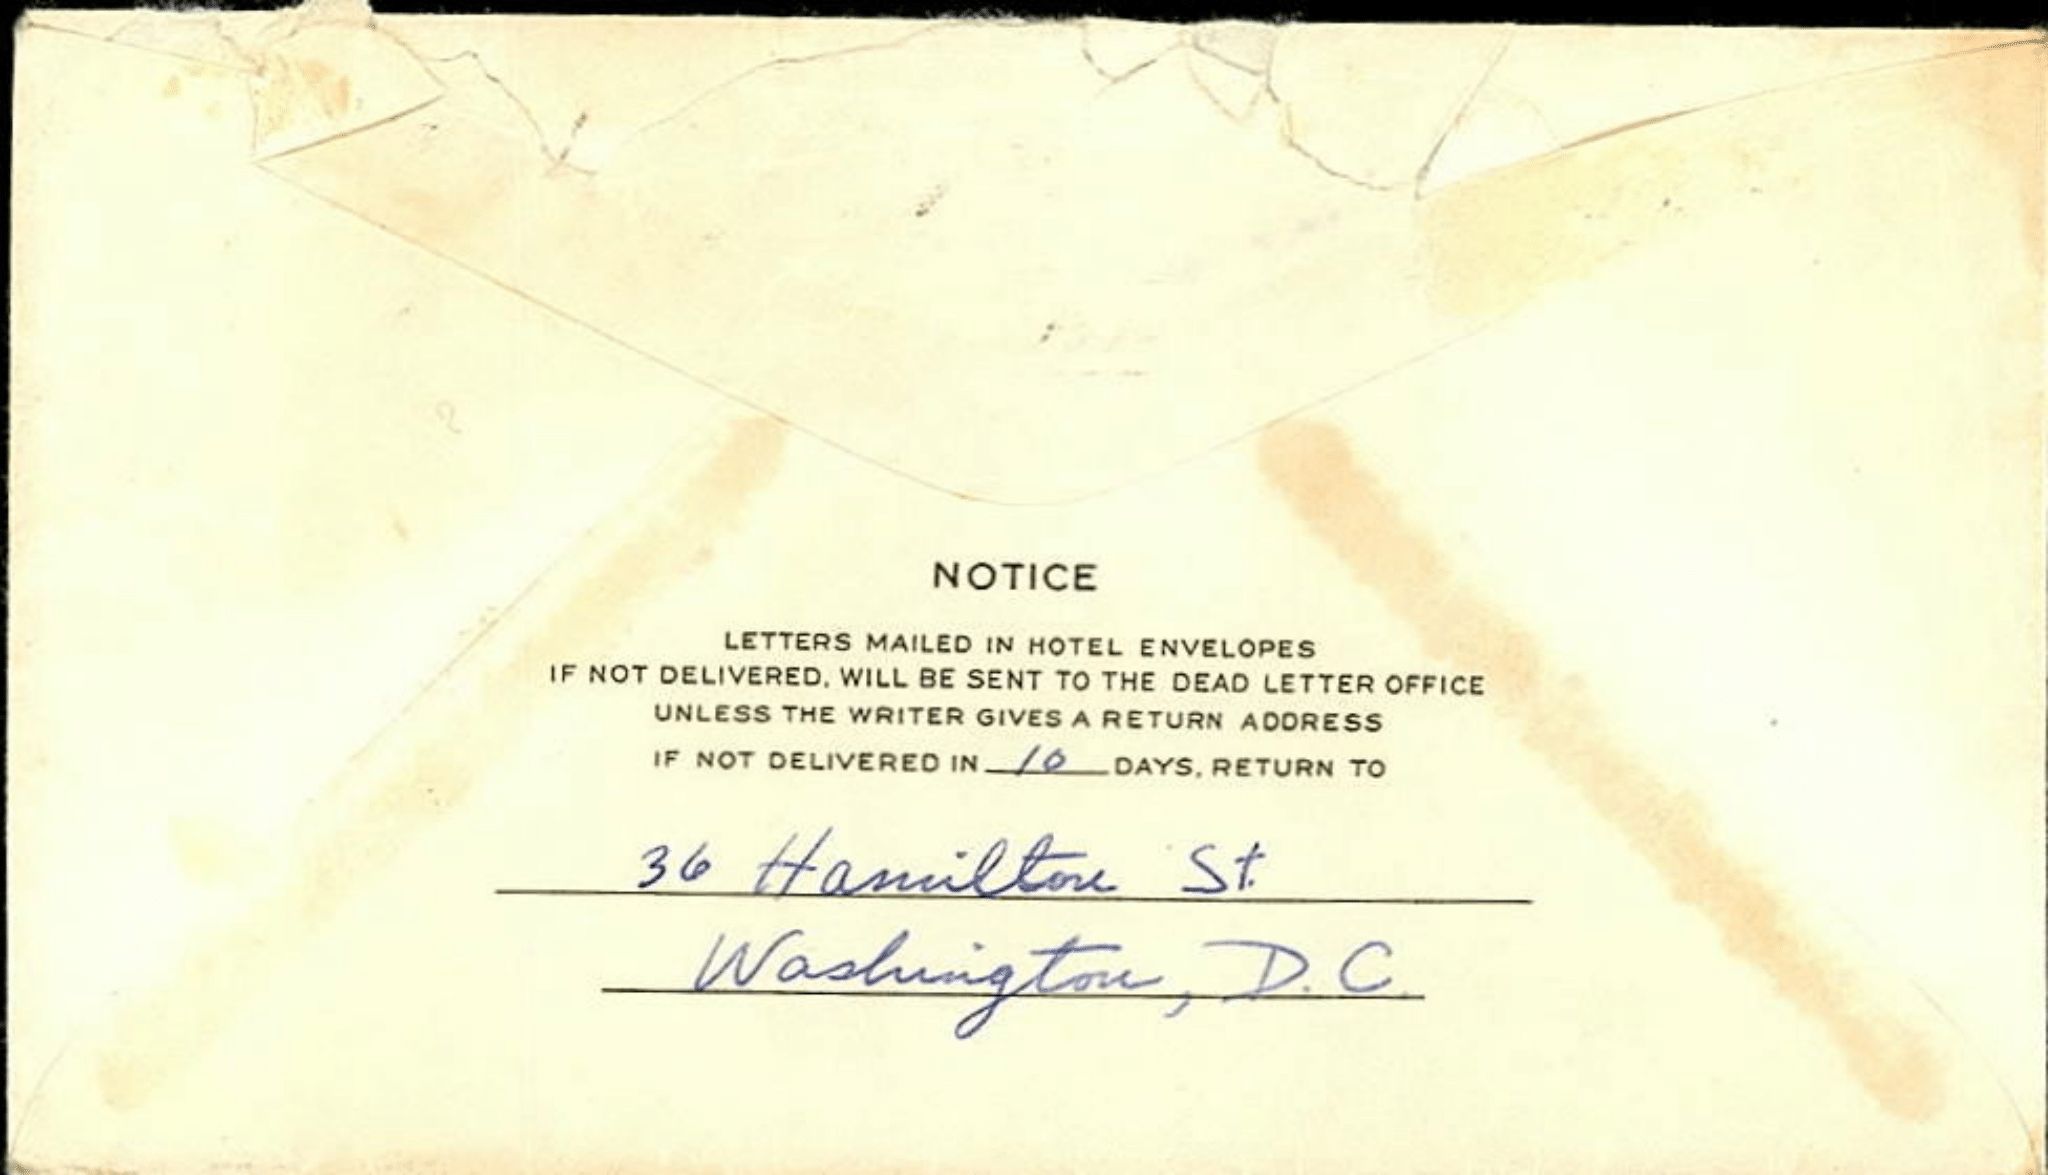 NOTICE
LETTERS MAILED IN HOTEL ENVELOPES
IF NOT DELIVERED, WILL BE SENT TO THE DEAD LETTER OFFICE
UNLESS THE WRITER GIVES A RETURN ADDRESS
IF NOT DELIVERED IN 10 DAYS, RETURN TO
36 Hamilton St.
Washington, D.C.